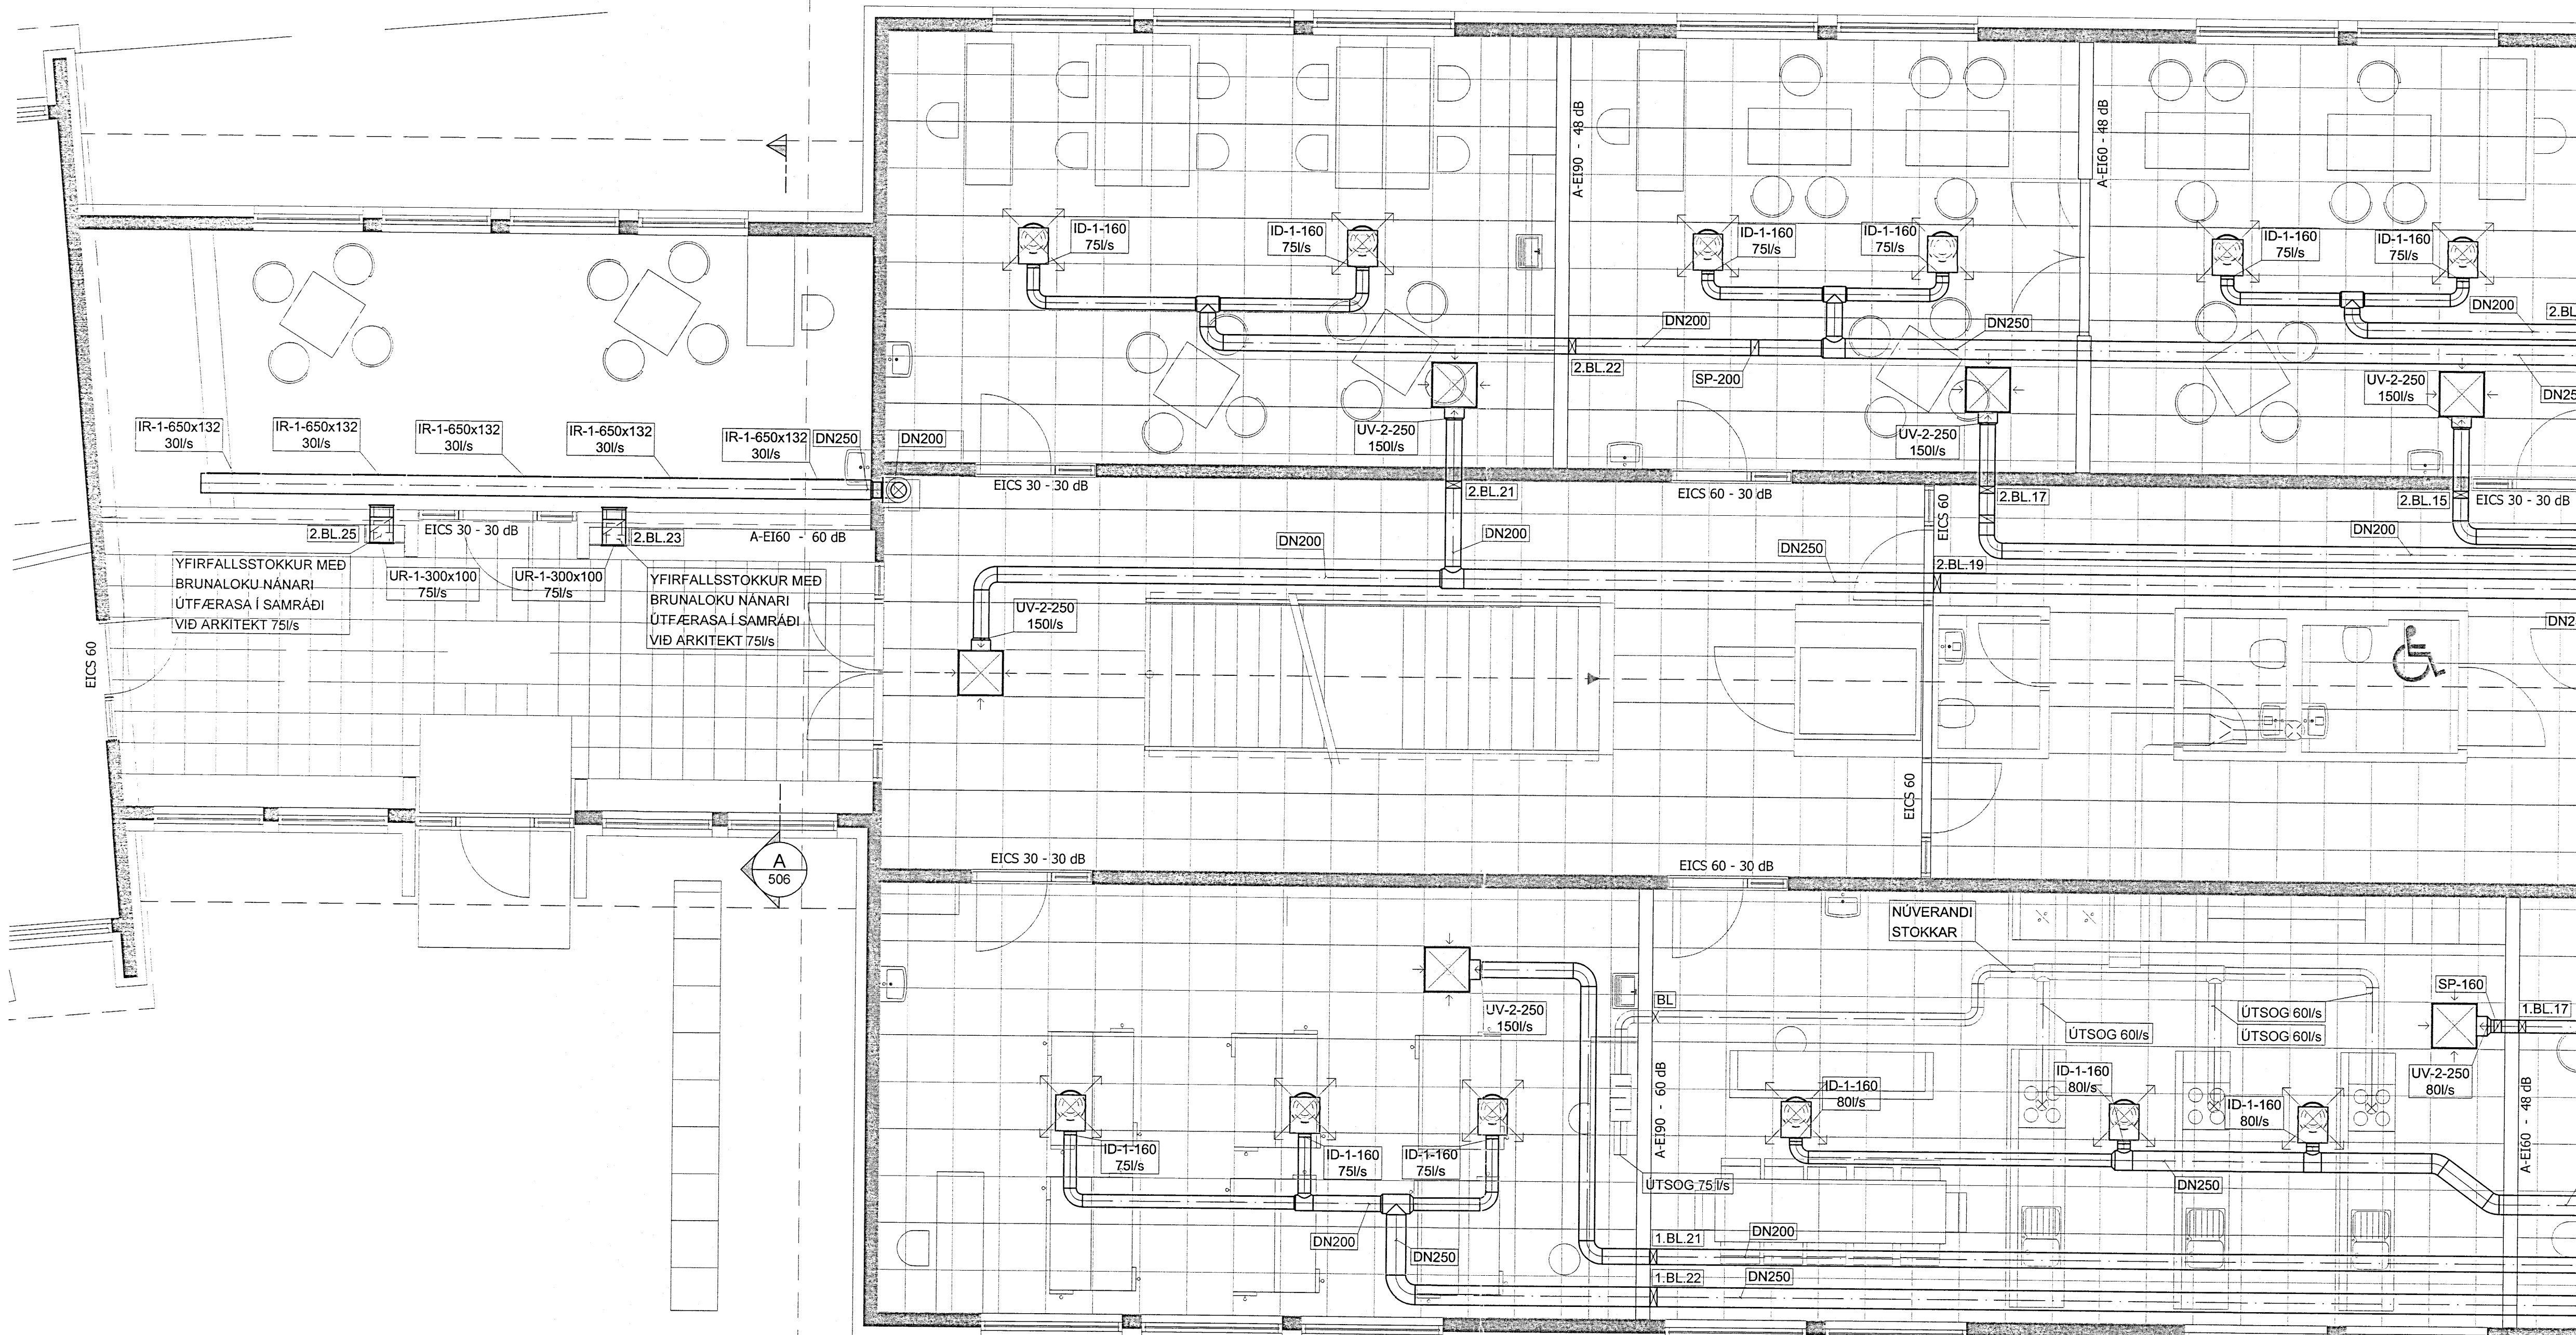 A-EI90 - 48 dB
A-EI60 - 48 dB
ID-1-160
75l/s
ID-1-160
75l/s
ID-1-160
75l/s
ID-1-160
75l/s
ID-1-160
75l/s
ID-1-160
75l/s
DN200
DN250
DN200
2.BL
2.BL.22
SP-200
UV-2-250
150l/s
DN25
IR-1-650x132
30l/s
IR-1-650x132
30l/s
IR-1-650x132
30l/s
IR-1-650x132
30l/s
IR-1-650x132
30l/s
DN250
DN200
UV-2-250
150l/s
UV-2-250
150l/s
EICS 30 - 30 dB
2.BL.21
EICS 60 - 30 dB
EICS 60
2.BL.17
2.BL.15
EICS 30 - 30 dB
2.BL.25
EICS 30 - 30 dB
2.BL.23
A-EI60 - 60 dB
DN200
DN200
DN250
DN200
2.BL.19
YFIRFALLSSTOKKUR MEÐ
BRUNALOKU NÁNARI
ÚTFÆRASA Í SAMRÁÐI
VIÐ ARKITEKT 75l/s
UR-1-300x100
75l/s
UR-1-300x100
75l/s
YFIRFALLSSTOKKUR MEÐ
BRUNALOKU NÁNARI
ÚTFÆRASA Í SAMRÁÐI
VIÐ ARKITEKT 75l/s
UV-2-250
150l/s
DN2
EICS 60
EICS 60
A
506
EICS 30 - 30 dB
EICS 60 - 30 dB
NÚVERANDI
STOKKAR
UV-2-250
150l/s
BL
ÚTSOG 60l/s
ÚTSOG 60l/s
ÚTSOG 60l/s
SP-160
1.BL.17
UV-2-250
80l/s
ID-1-160
80l/s
ID-1-160
80l/s
ID-1-160
80l/s
A-EI90 - 60 dB
A-EI60 - 48 dB
ID-1-160
75l/s
ID-1-160
75l/s
ID-1-160
75l/s
ÚTSOG 75 l/s
DN250
DN200
DN250
1.BL.21
DN200
1.BL.22
DN250